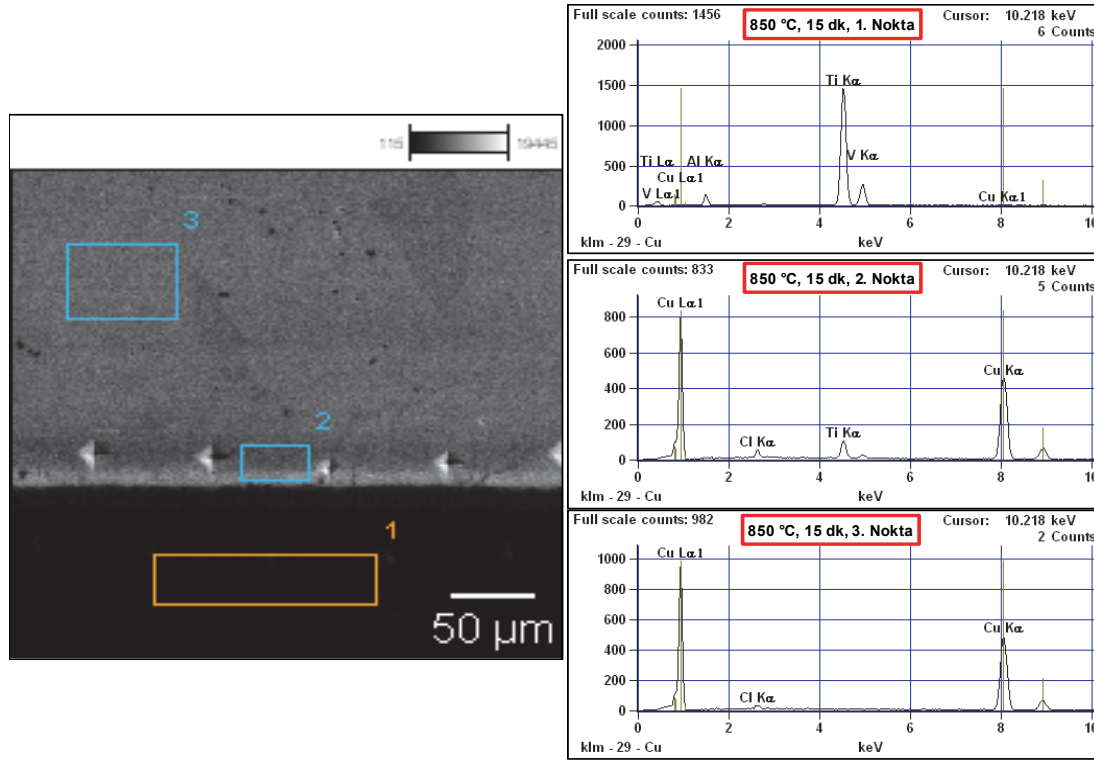 115
19445
3
2
1
50 µm
Full scale counts: 1456
850 °C, 15 dk, 1. Nokta
Cursor: 10.218 keV
6 Counts
2000
1500
1000
500
0
Ti Kα
V Kα
Ti Lα
Al Kα
Cu Lα1
V Lα1
Cu Kα1
0 2 4 6 8 10
klm - 29 - Cu
keV
Full scale counts: 833
850 °C, 15 dk, 2. Nokta
Cursor: 10.218 keV
5 Counts
Cu Lα1
800
600
400
200
0
Cu Kα
Cl Kα
Ti Kα
0 2 4 6 8 10
klm - 29 - Cu
keV
Full scale counts: 982
850 °C, 15 dk, 3. Nokta
Cursor: 10.218 keV
2 Counts
Cu Lα1
1000
800
600
400
200
0
Cu Kα
Cl Kα
0 2 4 6 8 10
klm - 29 - Cu
keV